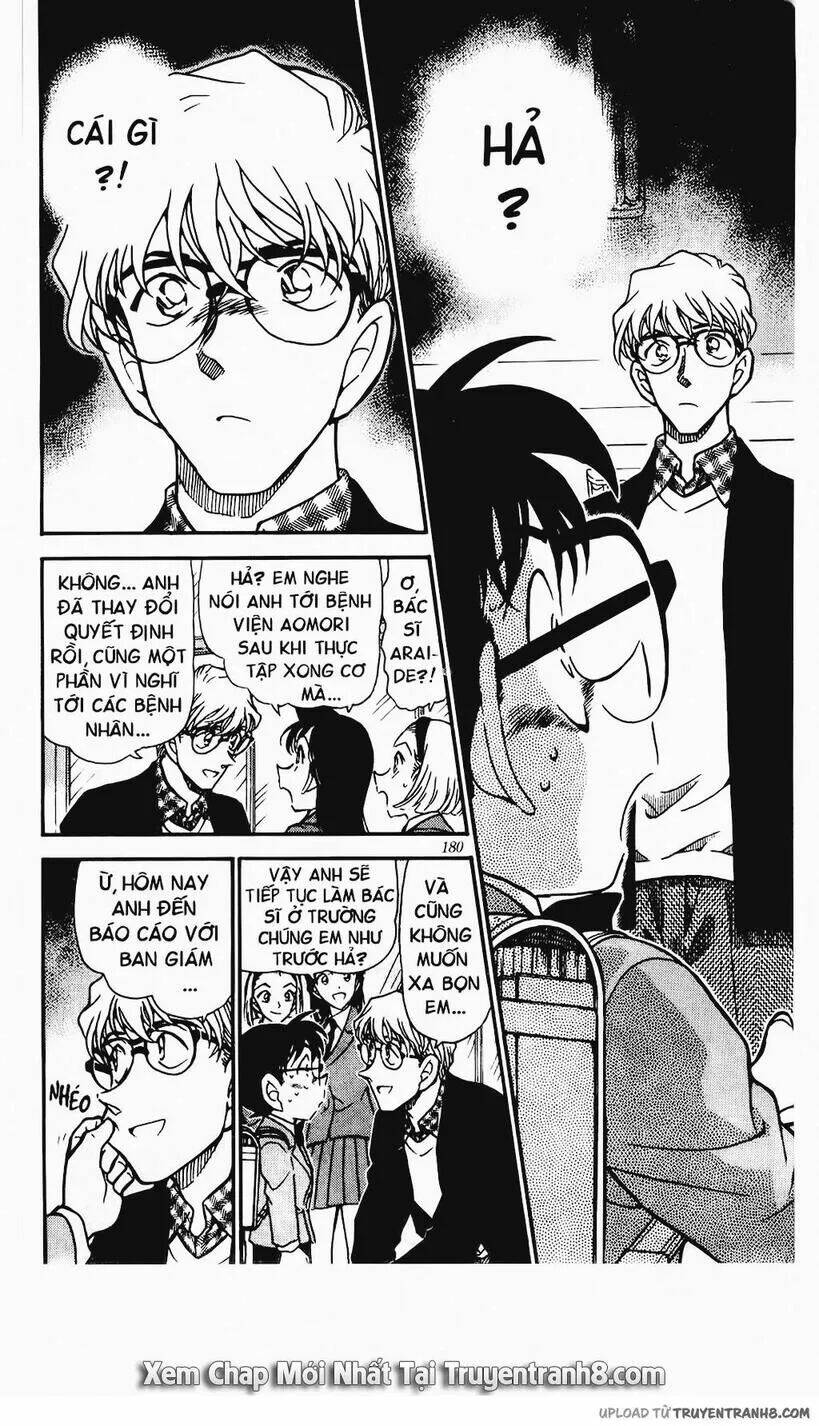 HẢ
?
CÁI GÌ
?!
Ơ,
BÁC
SĨ
ARAI-
DE?!
HẢ? EM NGHE
NÓI ANH TỚI BỆNH
VIỆN AOMORI
SAU KHI THỰC
TẬP XONG CƠ
MÀ...
KHÔNG... ANH
ĐÃ THAY ĐỔI
QUYẾT ĐỊNH
RỒI, CŨNG MỘT
PHẦN VÌ NGHĨ
TỚI CÁC BỆNH
NHÂN...
180
VÀ
CŨNG
KHÔNG
MUỐN
XA BỌN
EM...
VẬY ANH SẼ
TIẾP TỤC LÀM BÁC
SĨ Ở TRƯỜNG
CHÚNG EM NHƯ
TRƯỚC HẢ?
Ừ, HÔM NAY
ANH ĐẾN
BÁO CÁO VỚI
BAN GIÁM
...
NHÉO
Xem Chap Mới Nhất Tại Truyentranh8.com
UPLOAD TỪ TRUYENTRANH8.COM